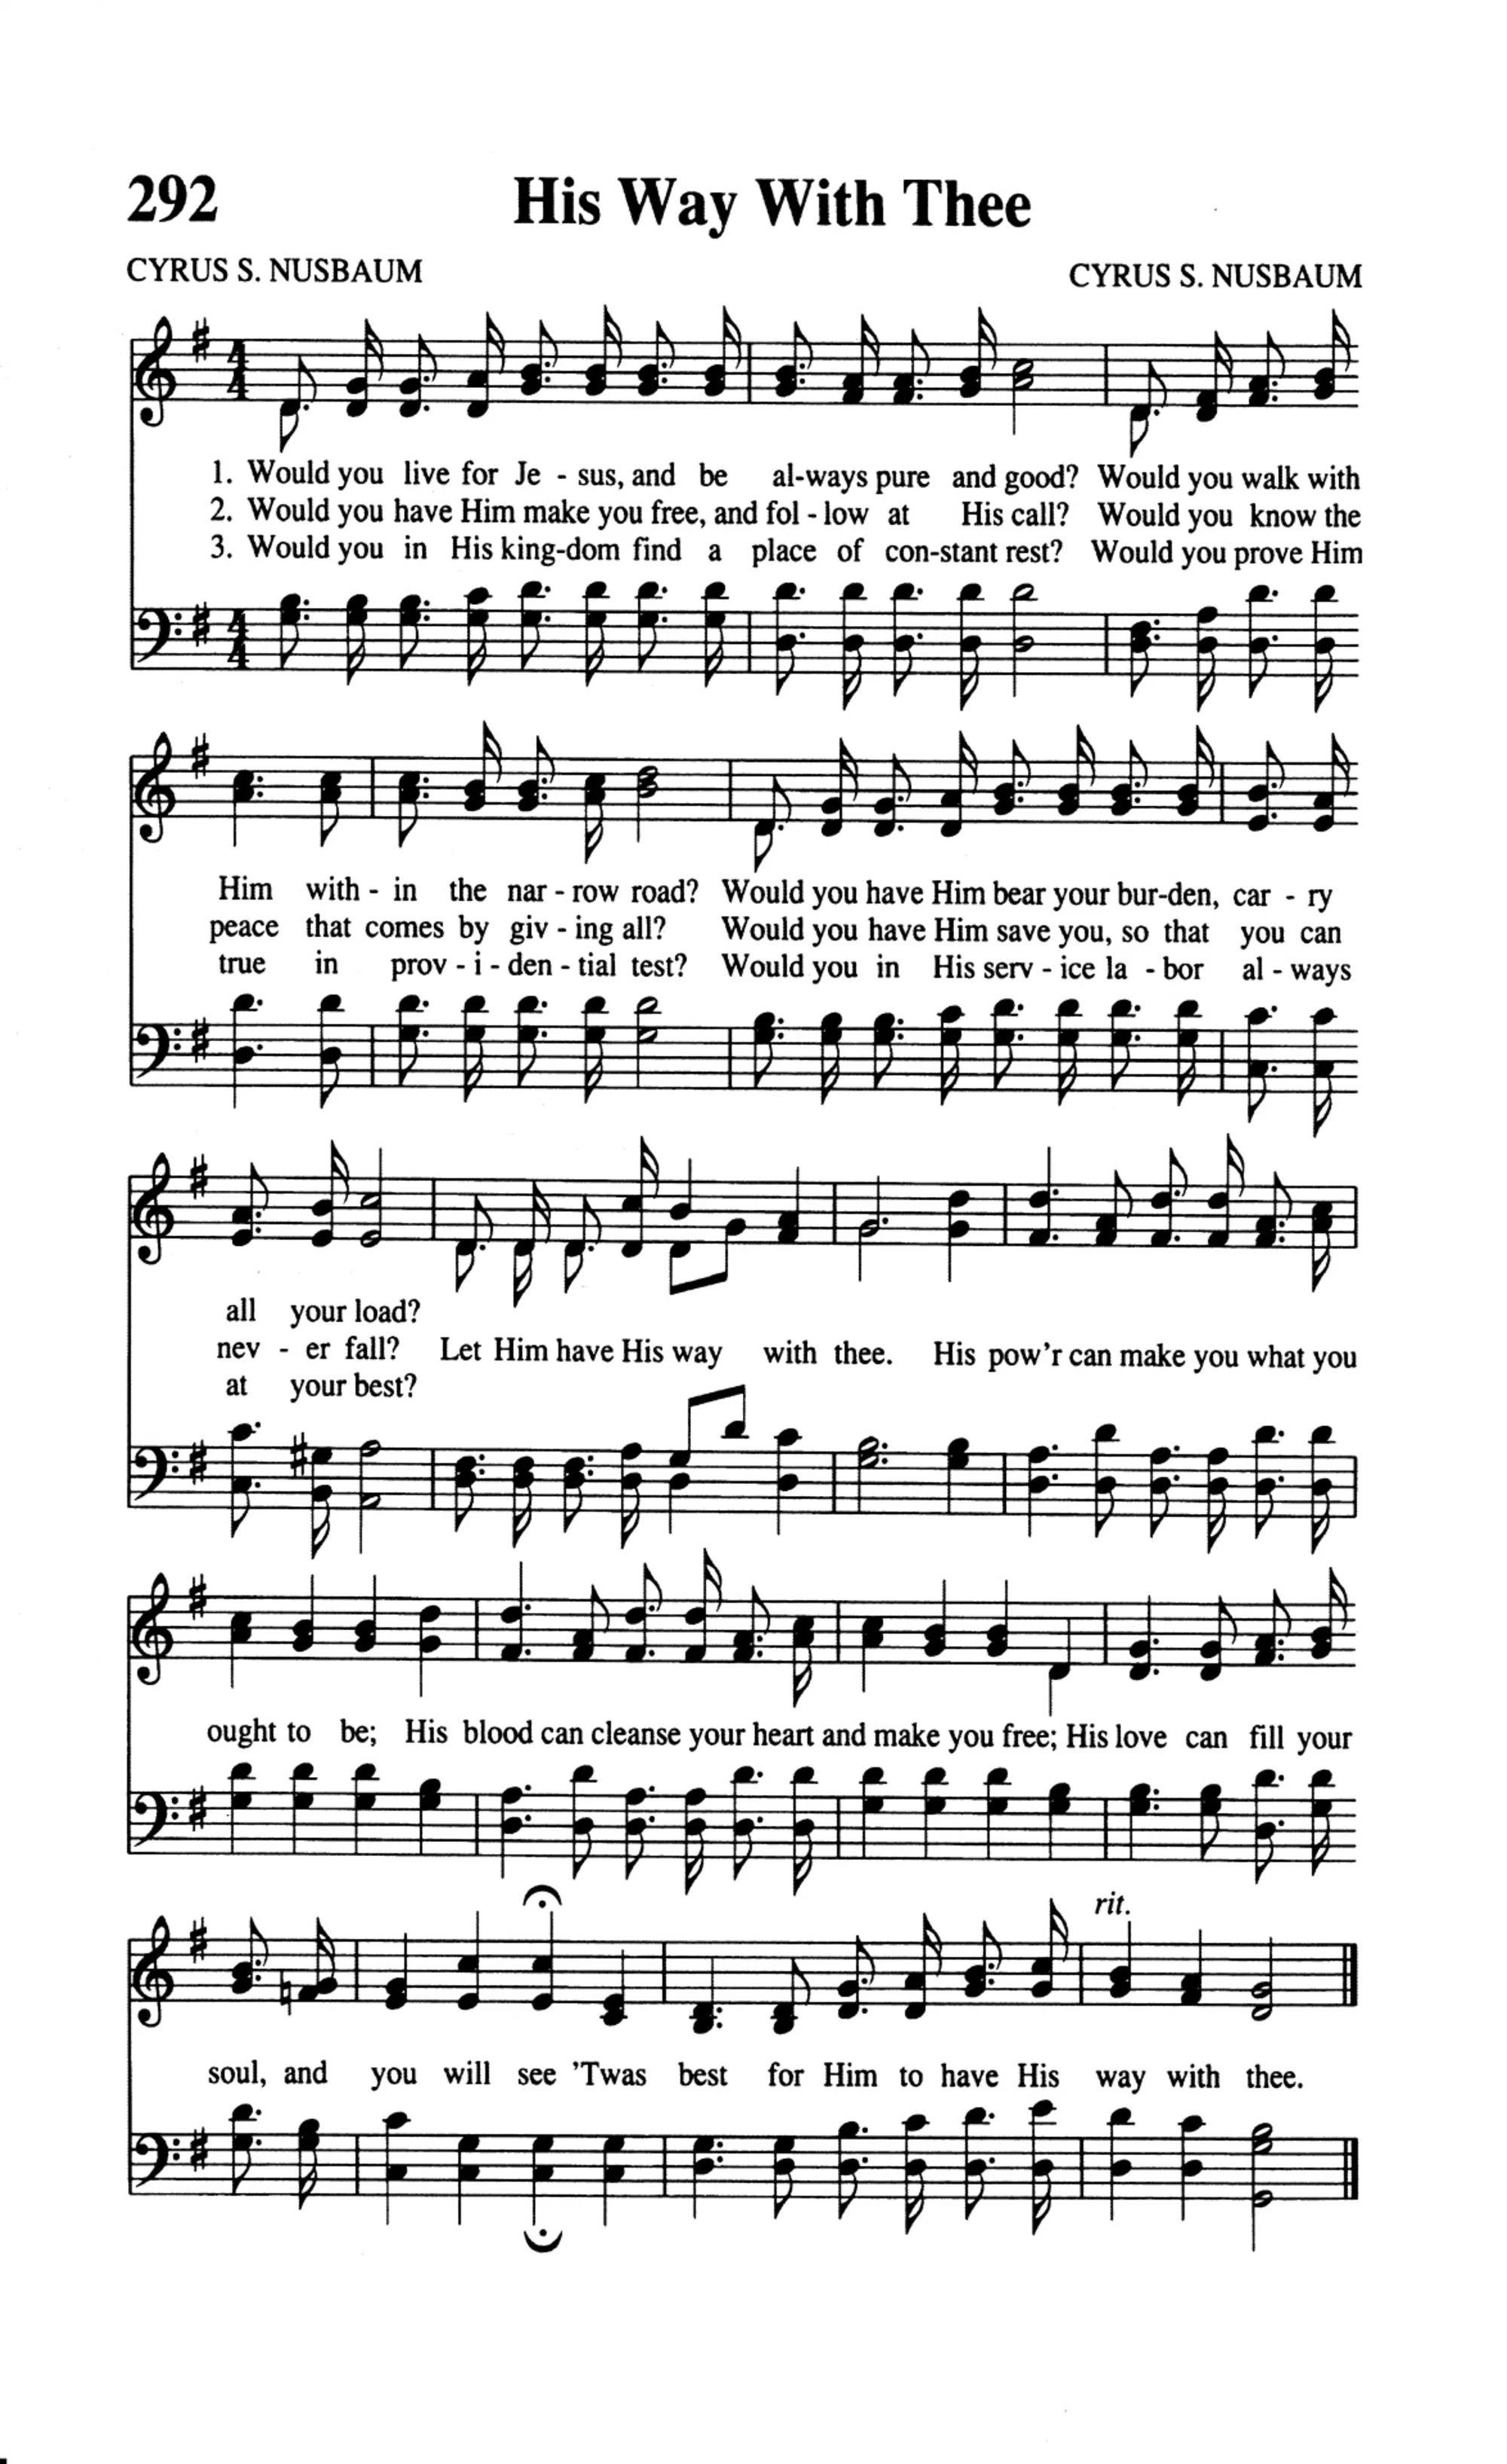 292 His Way With Thee
CYRUS S. NUSBAUM CYRUS S. NUSBAUM
4
4
1. Would you live for Je - sus, and be al-ways pure and good? Would you walk with
2. Would you have Him make you free, and fol - low at His call? Would you know the
3. Would you in His king-dom find a place of con-stant rest? Would you prove Him
4
4
Him with - in the nar - row road? Would you have Him bear your bur-den, car - ry
peace that comes by giv - ing all? Would you have Him save you, so that you can
true in prov - i - den - tial test? Would you in His serv - ice la - bor al - ways
all your load?
nev - er fall? Let Him have His way with thee. His pow'r can make you what you
at your best?
ought to be; His blood can cleanse your heart and make you free; His love can fill your
rit.
soul, and you will see 'Twas best for Him to have His way with thee.